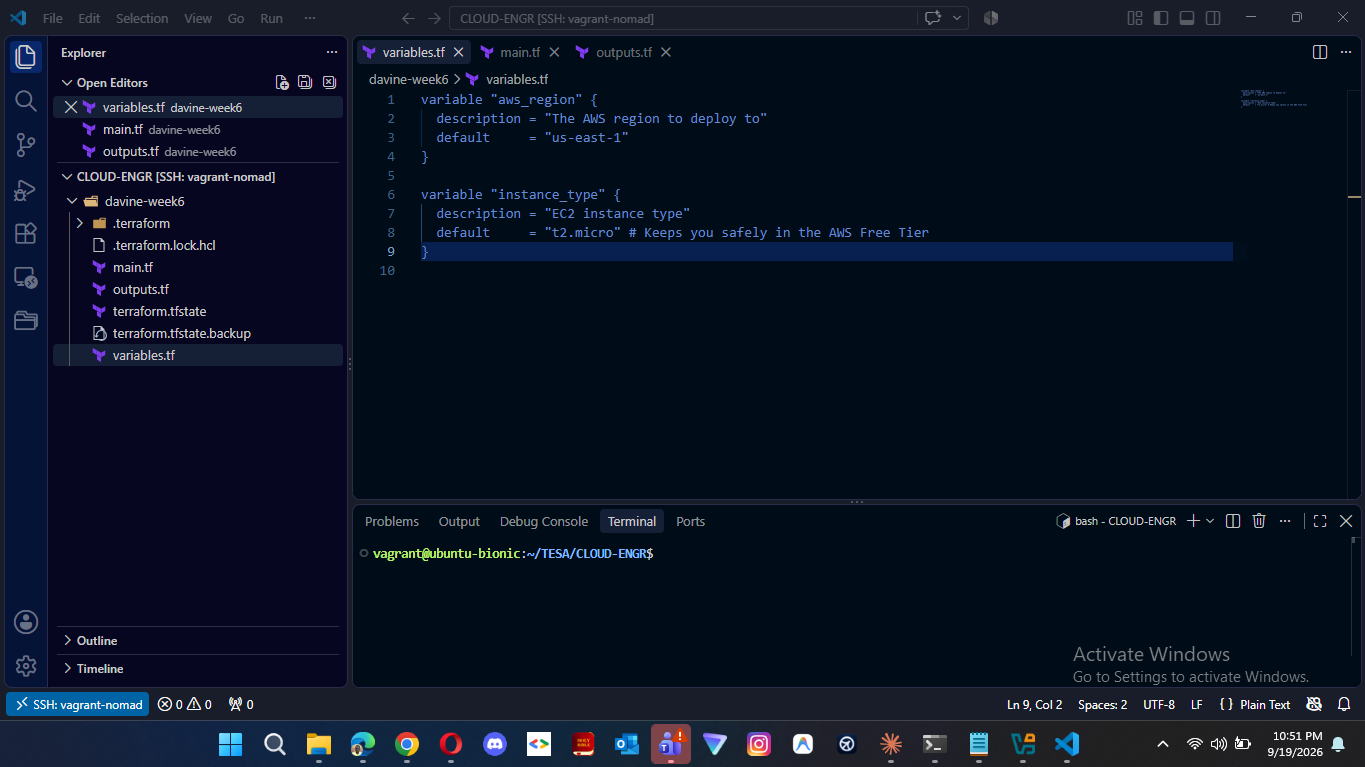 File Edit Selection View Go Run ···
CLOUD-ENGR [SSH: vagrant-nomad]
Explorer
Open Editors
variables.tf davine-week6
main.tf davine-week6
outputs.tf davine-week6
CLOUD-ENGR [SSH: vagrant-nomad]
davine-week6
.terraform
.terraform.lock.hcl
main.tf
outputs.tf
terraform.tfstate
terraform.tfstate.backup
variables.tf
Outline
Timeline
variables.tf main.tf outputs.tf
davine-week6 > variables.tf
1 variable "aws_region" {
2 description = "The AWS region to deploy to"
3 default     = "us-east-1"
4 }
5
6 variable "instance_type" {
7 description = "EC2 instance type"
8 default     = "t2.micro" # Keeps you safely in the AWS Free Tier
9 }
10
Problems Output Debug Console Terminal Ports
bash - CLOUD-ENGR
vagrant@ubuntu-bionic:~/TESA/CLOUD-ENGR$
Activate Windows
Go to Settings to activate Windows.
SSH: vagrant-nomad 0 0 0
Ln 9, Col 2 Spaces: 2 UTF-8 LF { } Plain Text
10:51 PM
9/19/2026